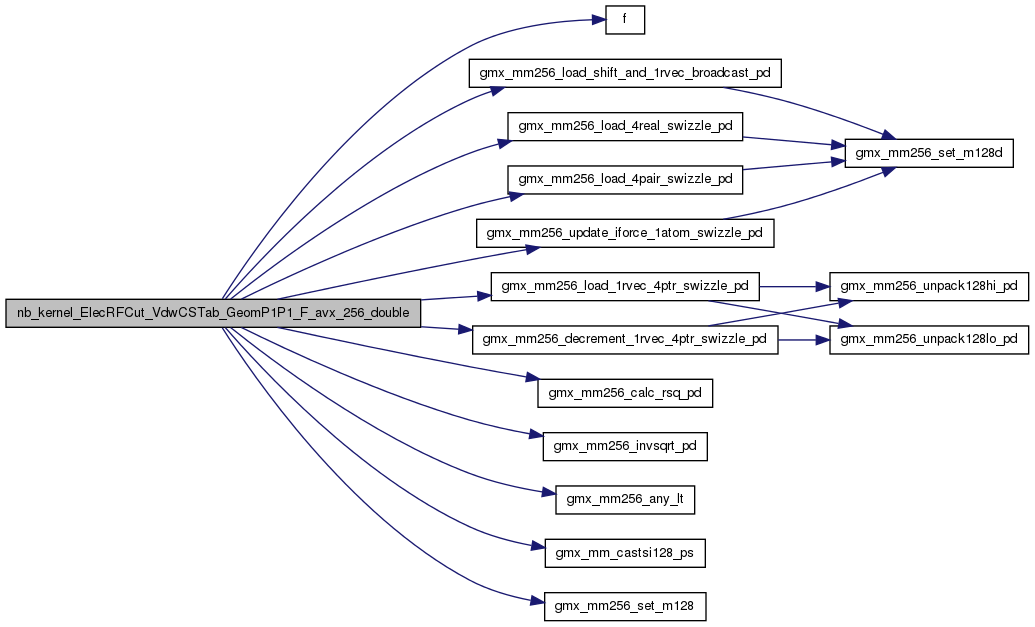 f
gmx_mm256_load_shift_and_1rvec_broadcast_pd
gmx_mm256_load_4real_swizzle_pd
gmx_mm256_set_m128d
gmx_mm256_load_4pair_swizzle_pd
gmx_mm256_update_iforce_1atom_swizzle_pd
gmx_mm256_load_1rvec_4ptr_swizzle_pd
gmx_mm256_unpack128hi_pd
nb_kernel_ElecRFCut_VdwCSTab_GeomP1P1_F_avx_256_double
gmx_mm256_decrement_1rvec_4ptr_swizzle_pd
gmx_mm256_unpack128lo_pd
gmx_mm256_calc_rsq_pd
gmx_mm256_invsqrt_pd
gmx_mm256_any_lt
gmx_mm_castsi128_ps
gmx_mm256_set_m128